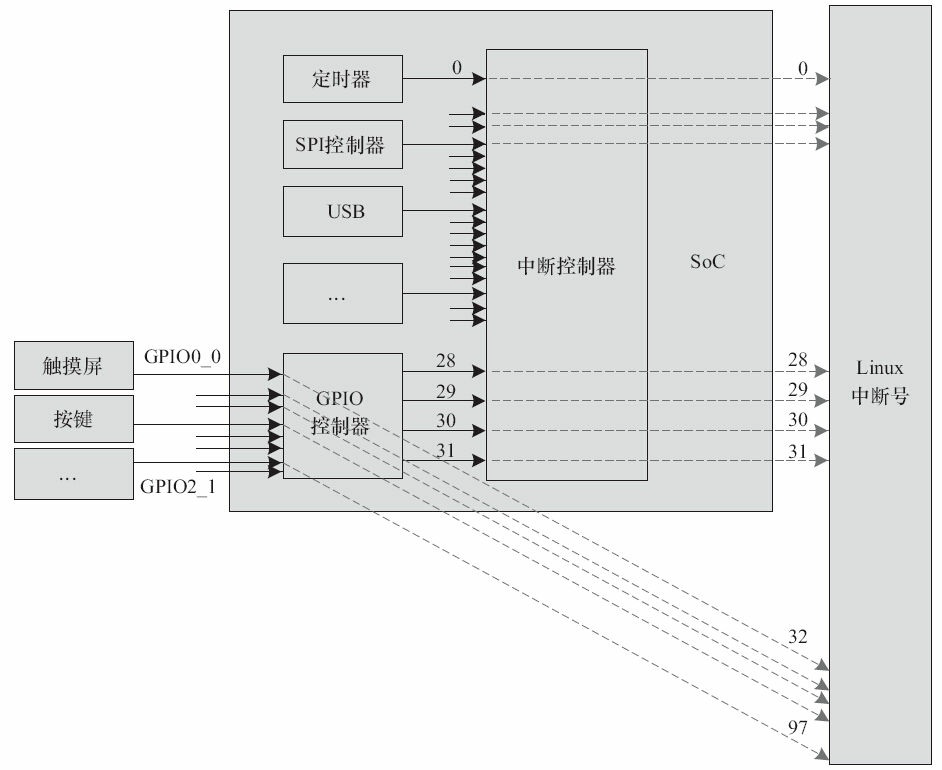 定时器
0
0
SPI控制器
USB
中断控制器
SoC
...
触摸屏
GPIO0_0
28
28
GPIO
控制器
29
29
Linux
中断号
按键
30
30
31
31
...
GPIO2_1
32
97